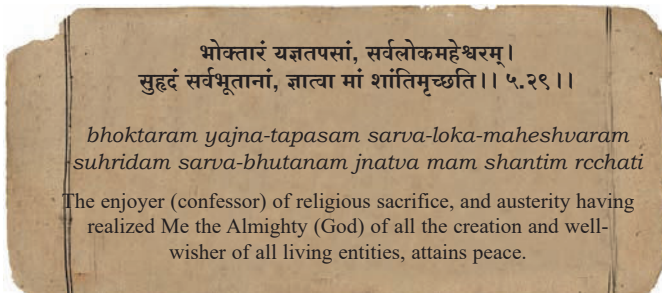 भोक्तारं यज्ञतपसां, सर्वलोकमहेश्वरम्।
सुहृदं सर्वभूतानां, ज्ञात्वा मां शांतिमृच्छति।। ५.२९।।
bhoktaram yajna-tapasam sarva-loka-maheshvaram
suhridam sarva-bhutanam jnatva mam shantim rcchati
The enjoyer (confessor) of religious sacrifice, and austerity having
realized Me the Almighty (God) of all the creation and well-
wisher of all living entities, attains peace.